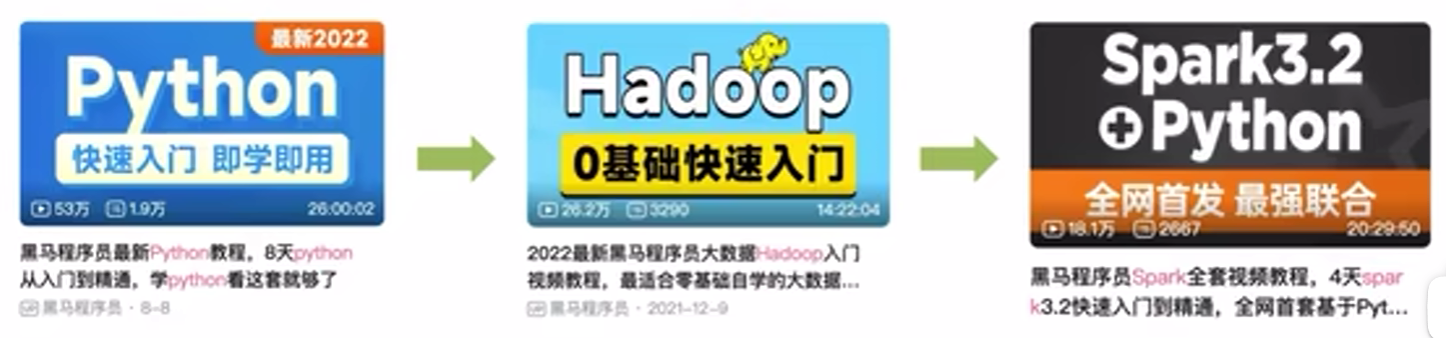 最新2022
Python
快速入门 即学即用
53万 1.9万 26:00:02
黑马程序员最新Python教程，8天python
从入门到精通，学python看这套就够了
黑马程序员 · 8-8
Hadoop
0基础快速入门
26.2万 3290 14:22:04
2022最新黑马程序员大数据Hadoop入门
视频教程，最适合零基础自学的大数据...
黑马程序员 · 2021-12-9
Spark3.2
+Python
全网首发 最强联合
18.1万 2667 20:29:50
黑马程序员Spark全套视频教程，4天spar
k3.2快速入门到精通，全网首套基于Pyt...